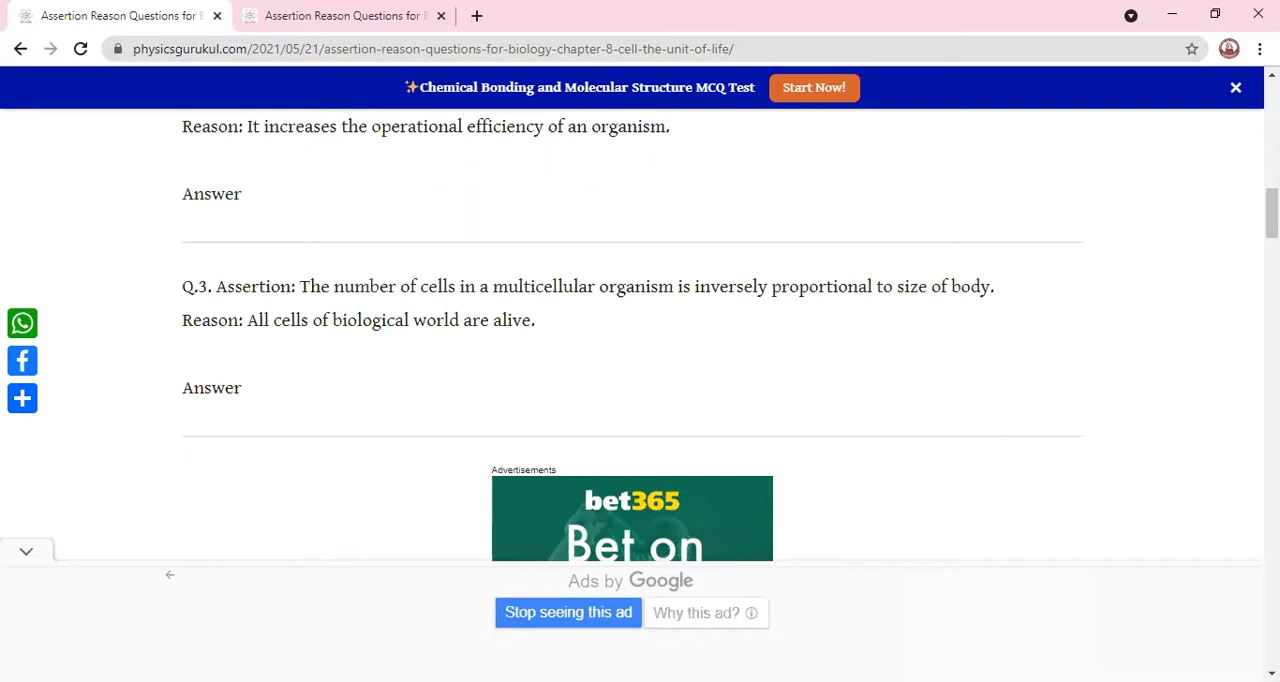 Assertion Reason Questions for B
Assertion Reason Questions for B
physicsgurukul.com/2021/05/21/assertion-reason-questions-for-biology-chapter-8-cell-the-unit-of-life/
✨Chemical Bonding and Molecular Structure MCQ Test Start Now!
Reason: It increases the operational efficiency of an organism.
Answer
Q.3. Assertion: The number of cells in a multicellular organism is inversely proportional to size of body.
Reason: All cells of biological world are alive.
Answer
Advertisements
bet365
Bet on
Ads by Google
Stop seeing this ad Why this ad?